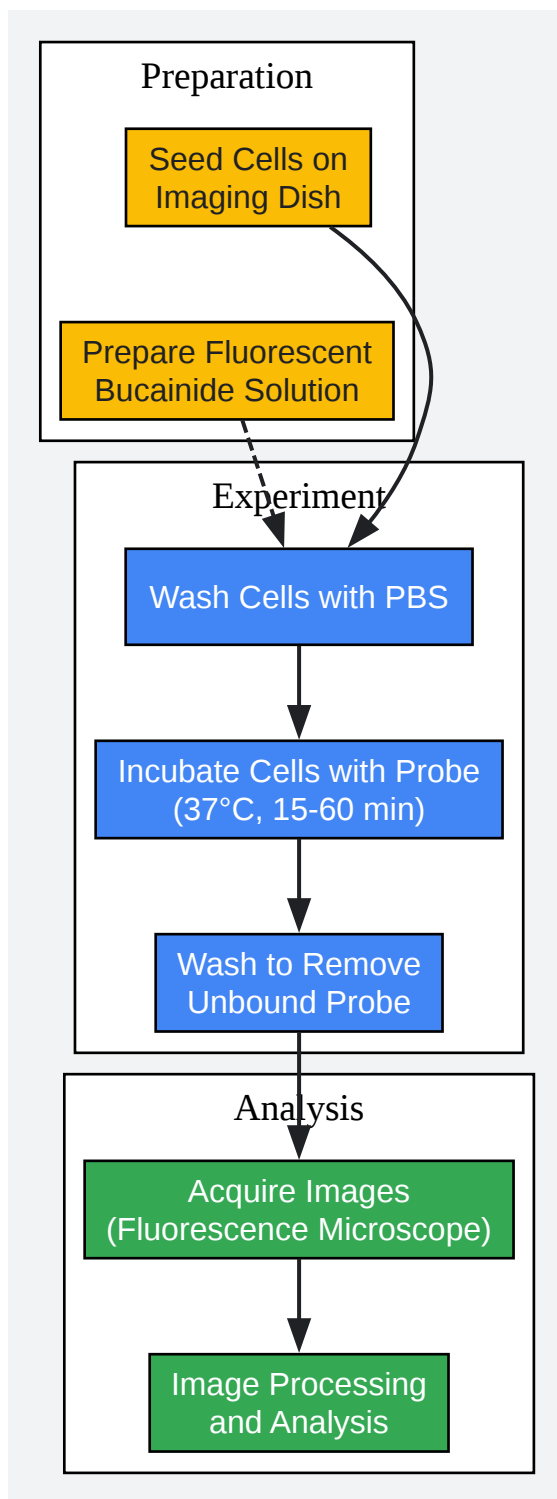 Preparation
Seed Cells on
Imaging Dish
Prepare Fluorescent
Bucainide Solution
Experiment
Wash Cells with PBS
Incubate Cells with Probe
(37°C, 15-60 min)
Wash to Remove
Unbound Probe
Analysis
Acquire Images
(Fluorescence Microscope)
Image Processing
and Analysis